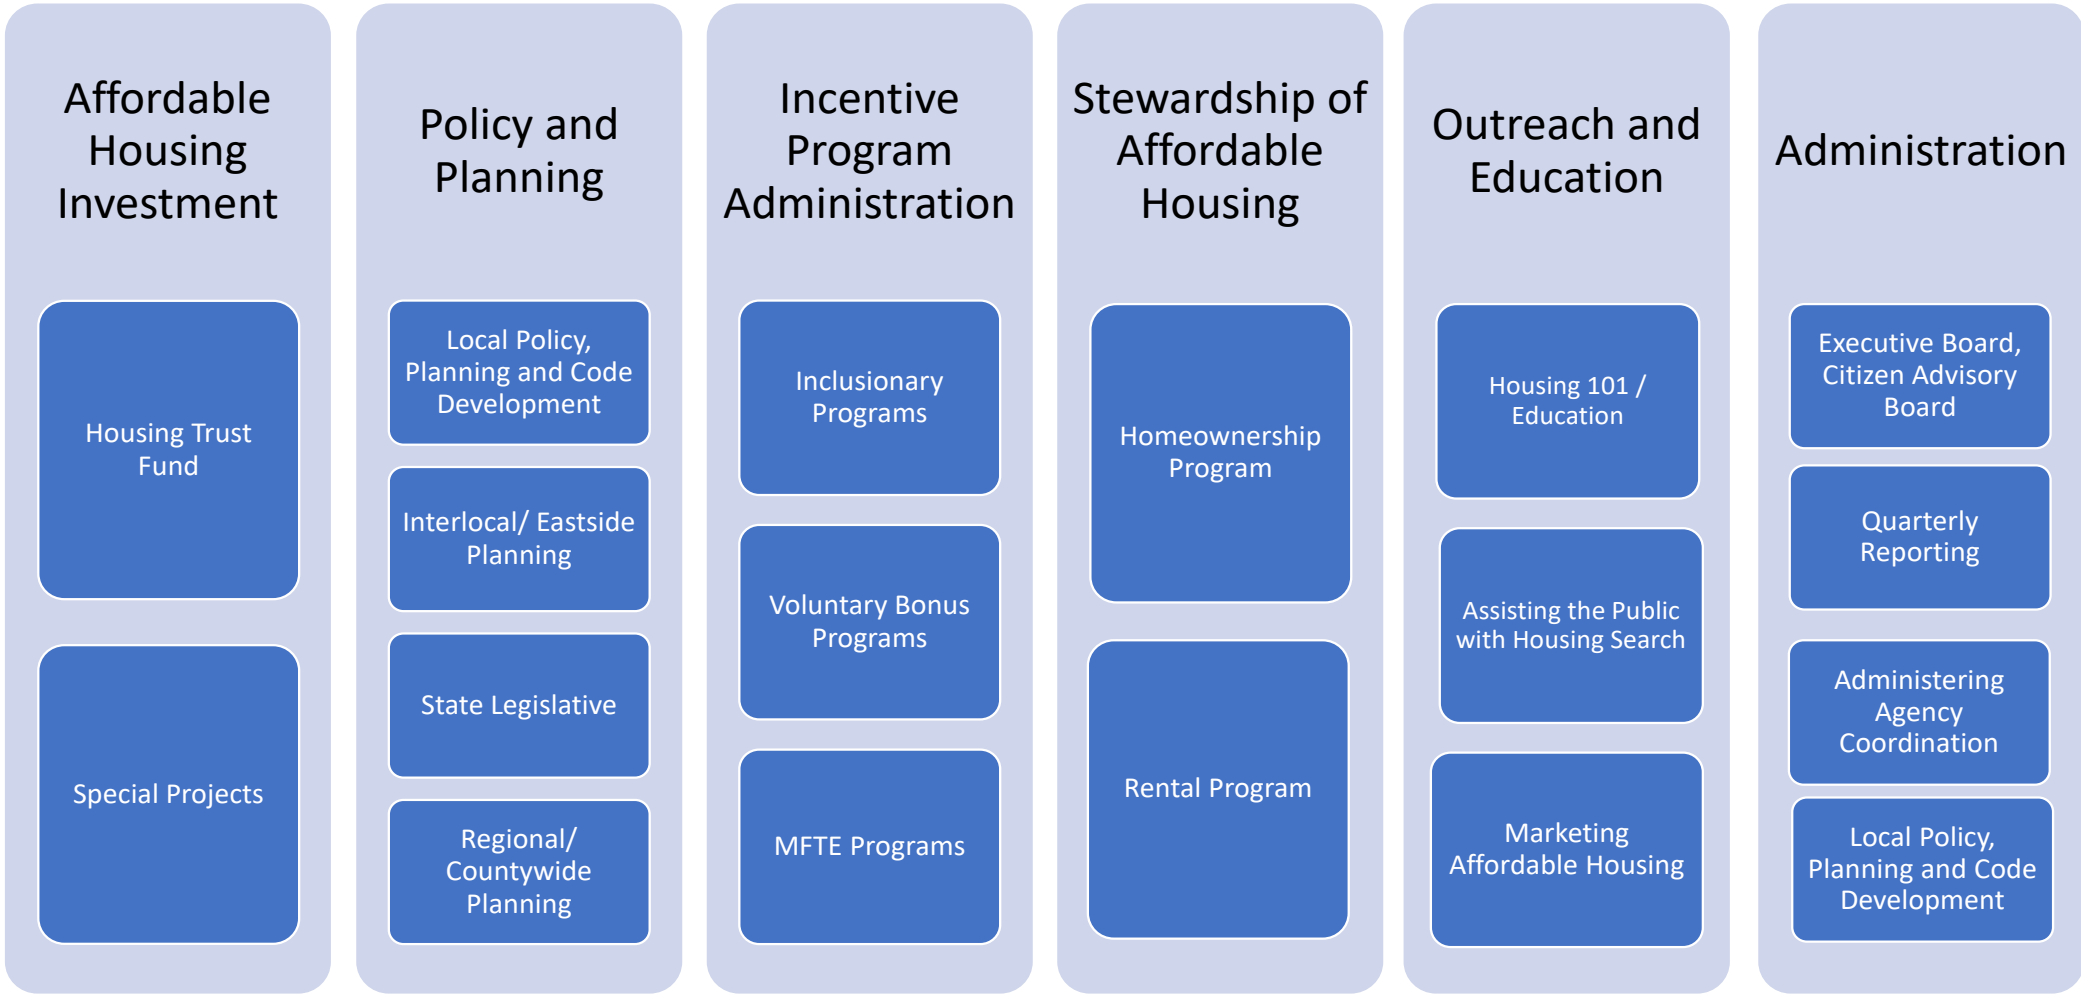 Affordable
Housing
Investment
Housing Trust
Fund
Special Projects
Policy and
Planning
Local Policy,
Planning and Code
Development
Interlocal/ Eastside
Planning
State Legislative
Regional/
Countywide
Planning
Incentive
Program
Administration
Inclusionary
Programs
Voluntary Bonus
Programs
MFTE Programs
Stewardship of
Affordable
Housing
Homeownership
Program
Rental Program
Outreach and
Education
Housing 101 /
Education
Assisting the Public
with Housing Search
Marketing
Affordable Housing
Administration
Executive Board,
Citizen Advisory
Board
Quarterly
Reporting
Administering
Agency
Coordination
Local Policy,
Planning and Code
Development